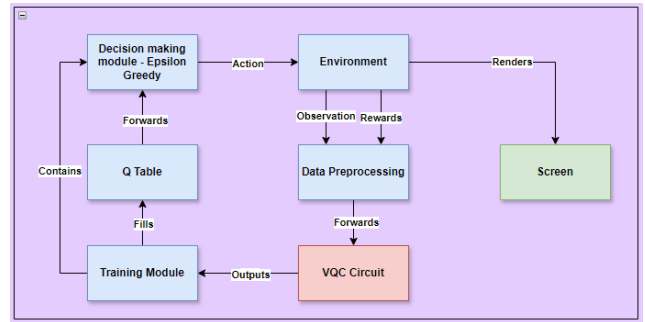 Decision making
module - Epsilon
Greedy
Action
Environment
Renders
Observation
Rewards
Forwards
Contains
Q Table
Data Preprocessing
Screen
Fills
Forwards
Training Module
Outputs
VQC Circuit